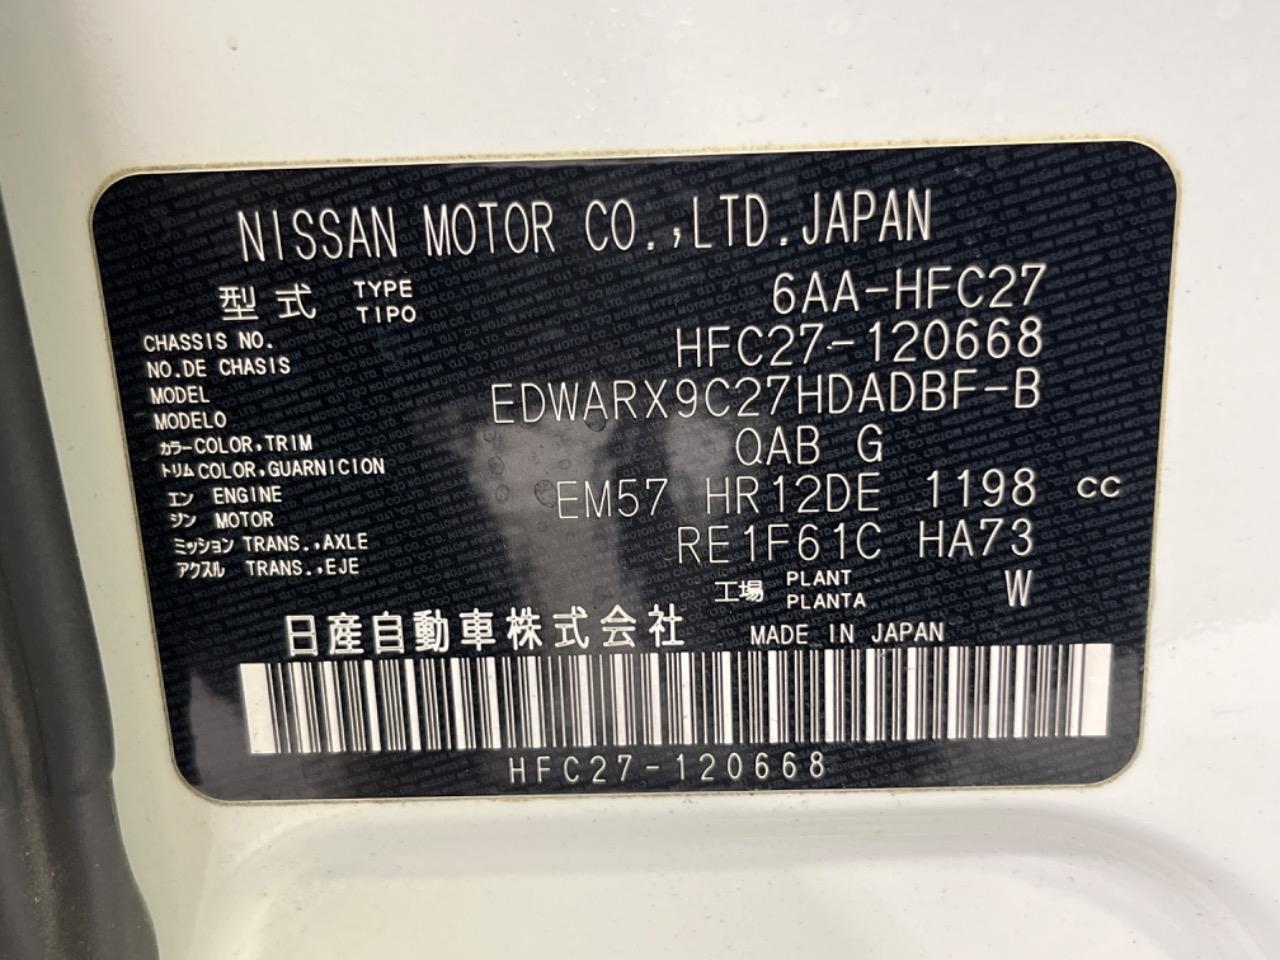 NISSAN MOTOR CO.,LTD.JAPAN
型式 TYPE TIPO 6AA-HFC27
CHASSIS NO.
NO.DE CHASIS HFC27-120668
MODEL
MODELO EDWARX9C27HDADBF-B
カラー COLOR,TRIM
トリム COLOR,GUARNICION QAB G
エン ENGINE
ジン MOTOR EM57 HR12DE 1198 cc
ミッション TRANS.,AXLE
アクスル TRANS.,EJE RE1F61C HA73
工場 PLANT PLANTA W
日産自動車株式会社 MADE IN JAPAN
HFC27-120668